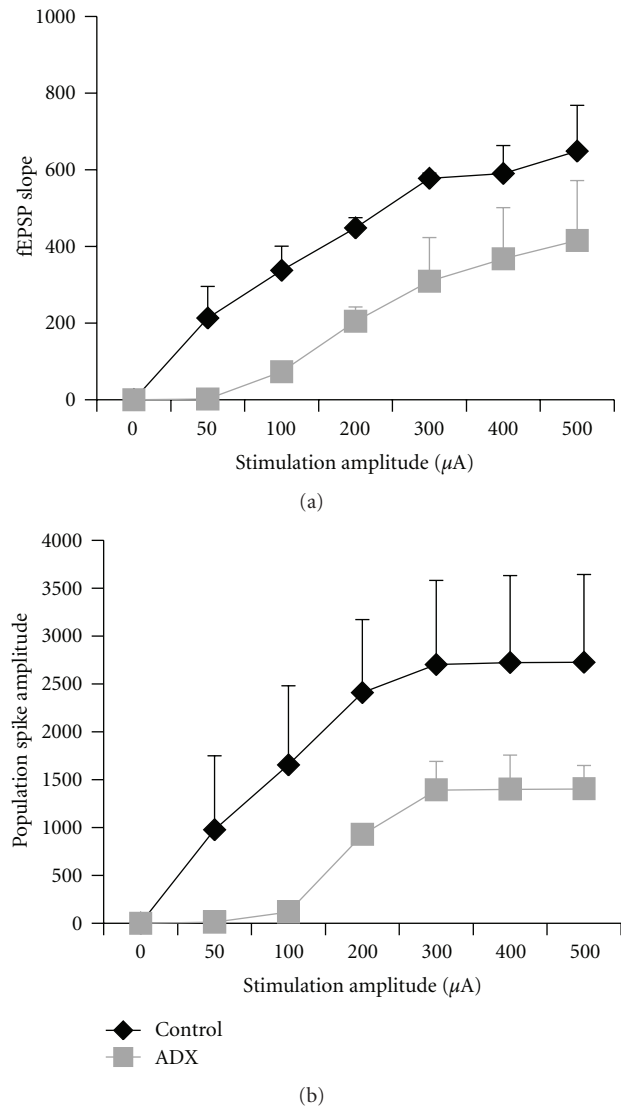 1000
800
600
400
200
0
fEPSP slope
0 50 100 200 300 400 500
Stimulation amplitude (μA)
(a)
4000
3500
3000
2500
2000
1500
1000
500
0
Population spike amplitude
0 50 100 200 300 400 500
Stimulation amplitude (μA)
Control
ADX
(b)